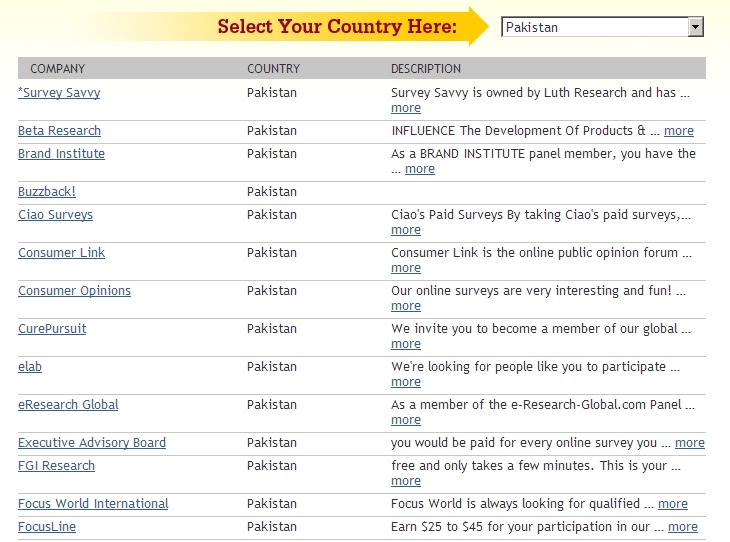 Select Your Country Here: Pakistan
COMPANY COUNTRY DESCRIPTION
*Survey Savvy Pakistan Survey Savvy is owned by Luth Research and has ...
more
Beta Research Pakistan INFLUENCE The Development Of Products & ... more
Brand Institute Pakistan As a BRAND INSTITUTE panel member, you have the
... more
Buzzback! Pakistan
Ciao Surveys Pakistan Ciao's Paid Surveys By taking Ciao's paid surveys,...
more
Consumer Link Pakistan Consumer Link is the online public opinion forum ...
more
Consumer Opinions Pakistan Our online surveys are very interesting and fun! ...
more
CurePursuit Pakistan We invite you to become a member of our global ...
more
elab Pakistan We're looking for people like you to participate ...
more
eResearch Global Pakistan As a member of the e-Research-Global.com Panel ...
more
Executive Advisory Board Pakistan you would be paid for every online survey you ... more
FGI Research Pakistan free and only takes a few minutes. This is your ...
more
Focus World International Pakistan Focus World is always looking for qualified ... more
FocusLine Pakistan Earn $25 to $45 for your participation in our ... more